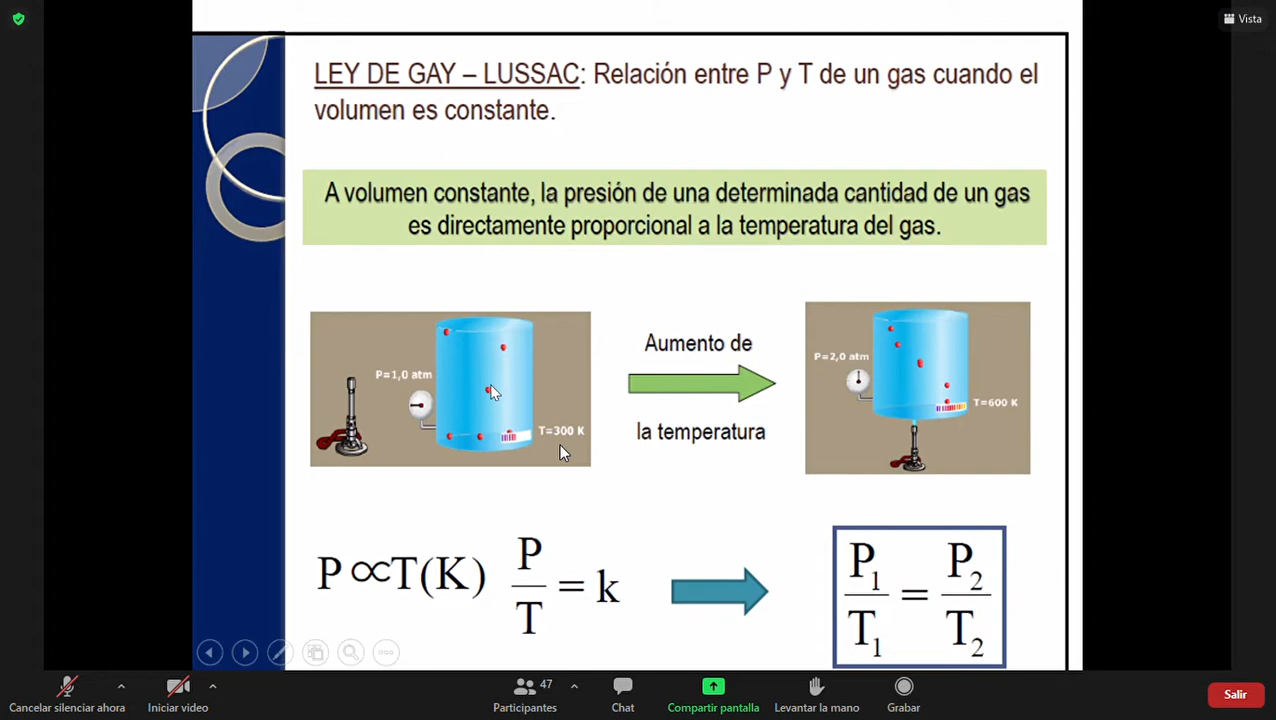 Vista
LEY DE GAY – LUSSAC: Relación entre P y T de un gas cuando el
volumen es constante.
A volumen constante, la presión de una determinada cantidad de un gas
es directamente proporcional a la temperatura del gas.
P=1,0 atm
T=300 K
Aumento de
la temperatura
P=2,0 atm
T=600 K
P ∝ T(K)
P/T = k
P₁/T₁ = P₂/T₂
Cancelar silenciar ahora
Iniciar video
47
Participantes
Chat
Compartir pantalla
Levantar la mano
Grabar
Salir